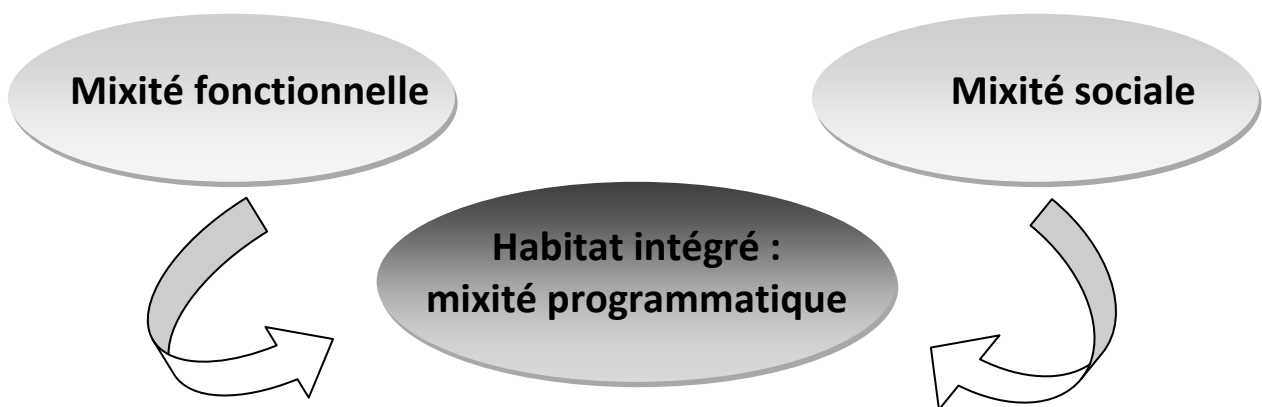 Mixité fonctionnelle
Mixité sociale
Habitat intégré :
mixité programmatique